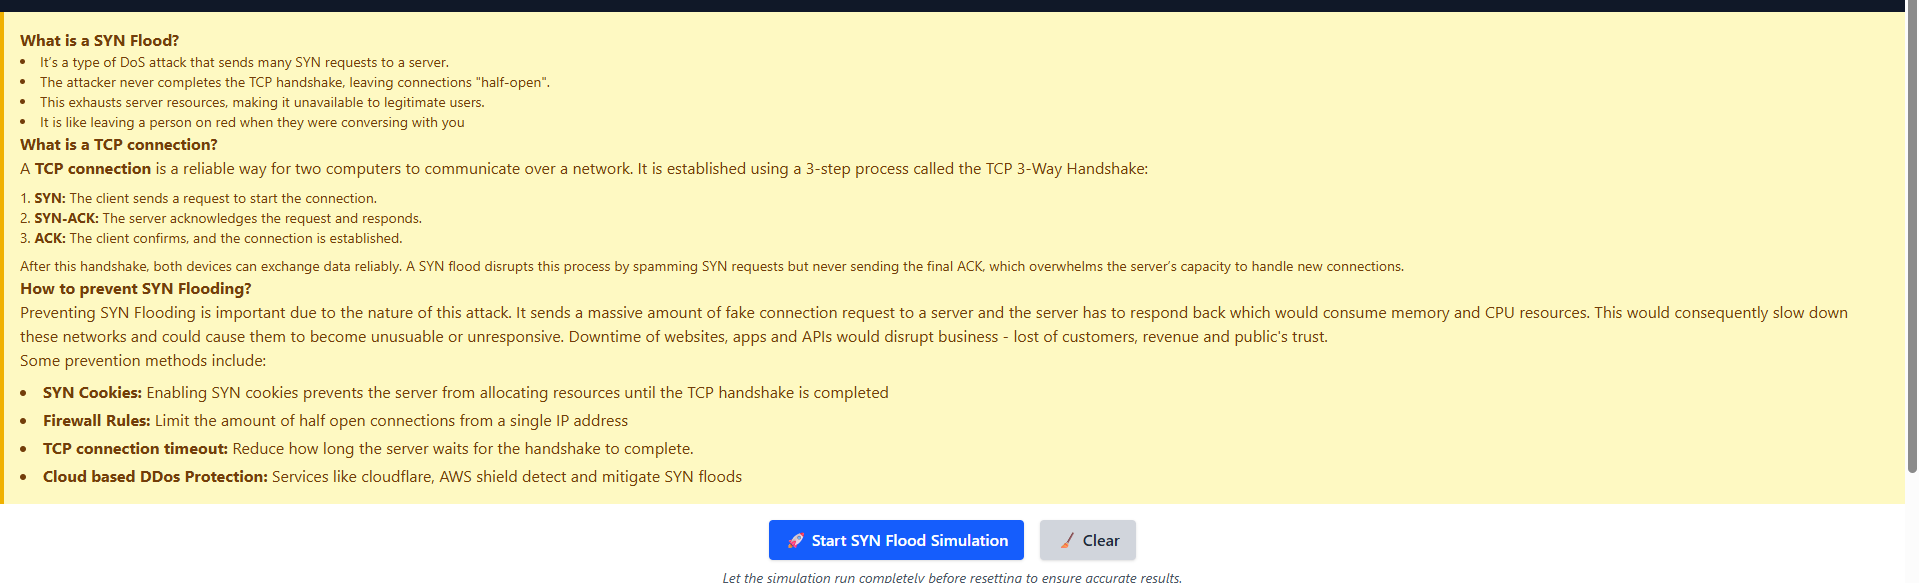 What is a SYN Flood?
• It’s a type of DoS attack that sends many SYN requests to a server.
• The attacker never completes the TCP handshake, leaving connections "half-open".
• This exhausts server resources, making it unavailable to legitimate users.
• It is like leaving a person on red when they were conversing with you
What is a TCP connection?
A TCP connection is a reliable way for two computers to communicate over a network. It is established using a 3-step process called the TCP 3-Way Handshake:
1. SYN: The client sends a request to start the connection.
2. SYN-ACK: The server acknowledges the request and responds.
3. ACK: The client confirms, and the connection is established.
After this handshake, both devices can exchange data reliably. A SYN flood disrupts this process by spamming SYN requests but never sending the final ACK, which overwhelms the server’s capacity to handle new connections.
How to prevent SYN Flooding?
Preventing SYN Flooding is important due to the nature of this attack. It sends a massive amount of fake connection request to a server and the server has to respond back which would consume memory and CPU resources. This would consequently slow down
these networks and could cause them to become unusuable or unresponsive. Downtime of websites, apps and APIs would disrupt business - lost of customers, revenue and public's trust.
Some prevention methods include:
• SYN Cookies: Enabling SYN cookies prevents the server from allocating resources until the TCP handshake is completed
• Firewall Rules: Limit the amount of half open connections from a single IP address
• TCP connection timeout: Reduce how long the server waits for the handshake to complete.
• Cloud based DDos Protection: Services like cloudflare, AWS shield detect and mitigate SYN floods
🚀 Start SYN Flood Simulation
🧹 Clear
Let the simulation run completely before resetting to ensure accurate results.